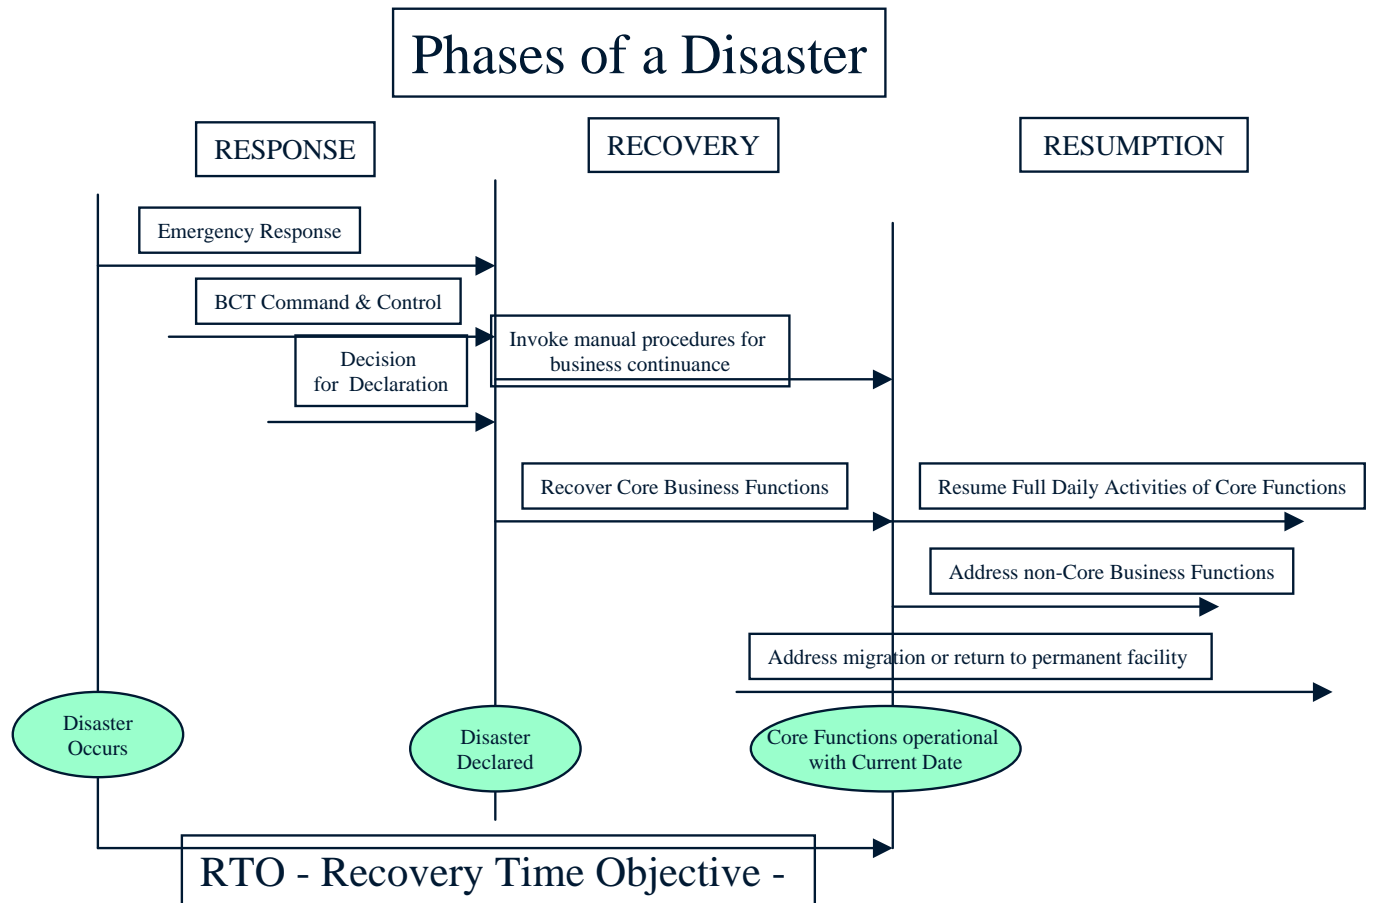 Phases of a Disaster
RESPONSE
RECOVERY
RESUMPTION
Emergency Response
BCT Command & Control
Decision
for Declaration
Invoke manual procedures for
business continuance
Recover Core Business Functions
Resume Full Daily Activities of Core Functions
Address non-Core Business Functions
Address migration or return to permanent facility
Disaster
Occurs
Disaster
Declared
Core Functions operational
with Current Date
RTO - Recovery Time Objective -